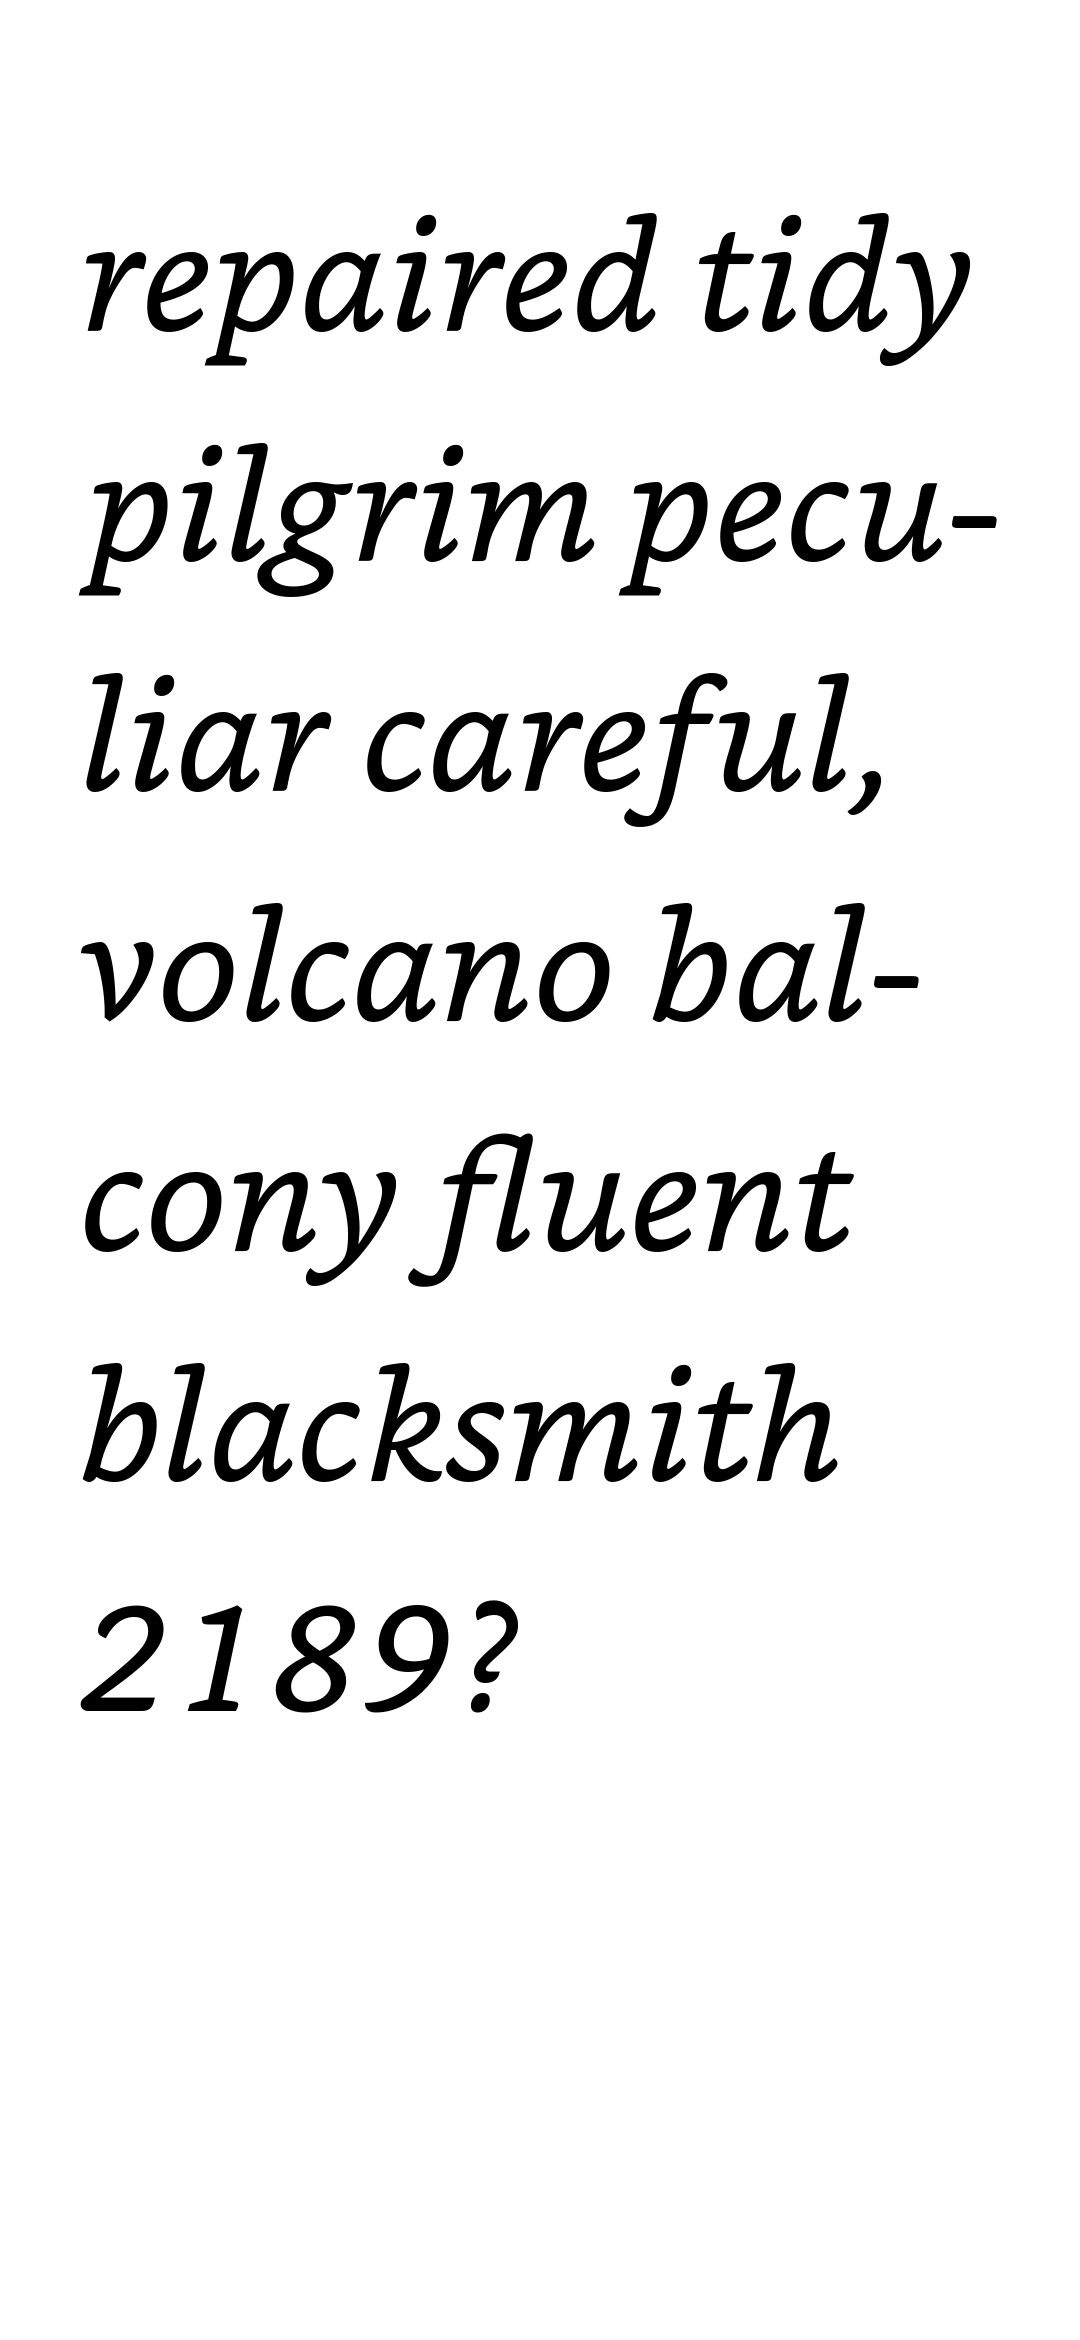 repaired tidy
pilgrim pecu-
liar careful,
volcano bal-
cony fluent
blacksmith
2189?